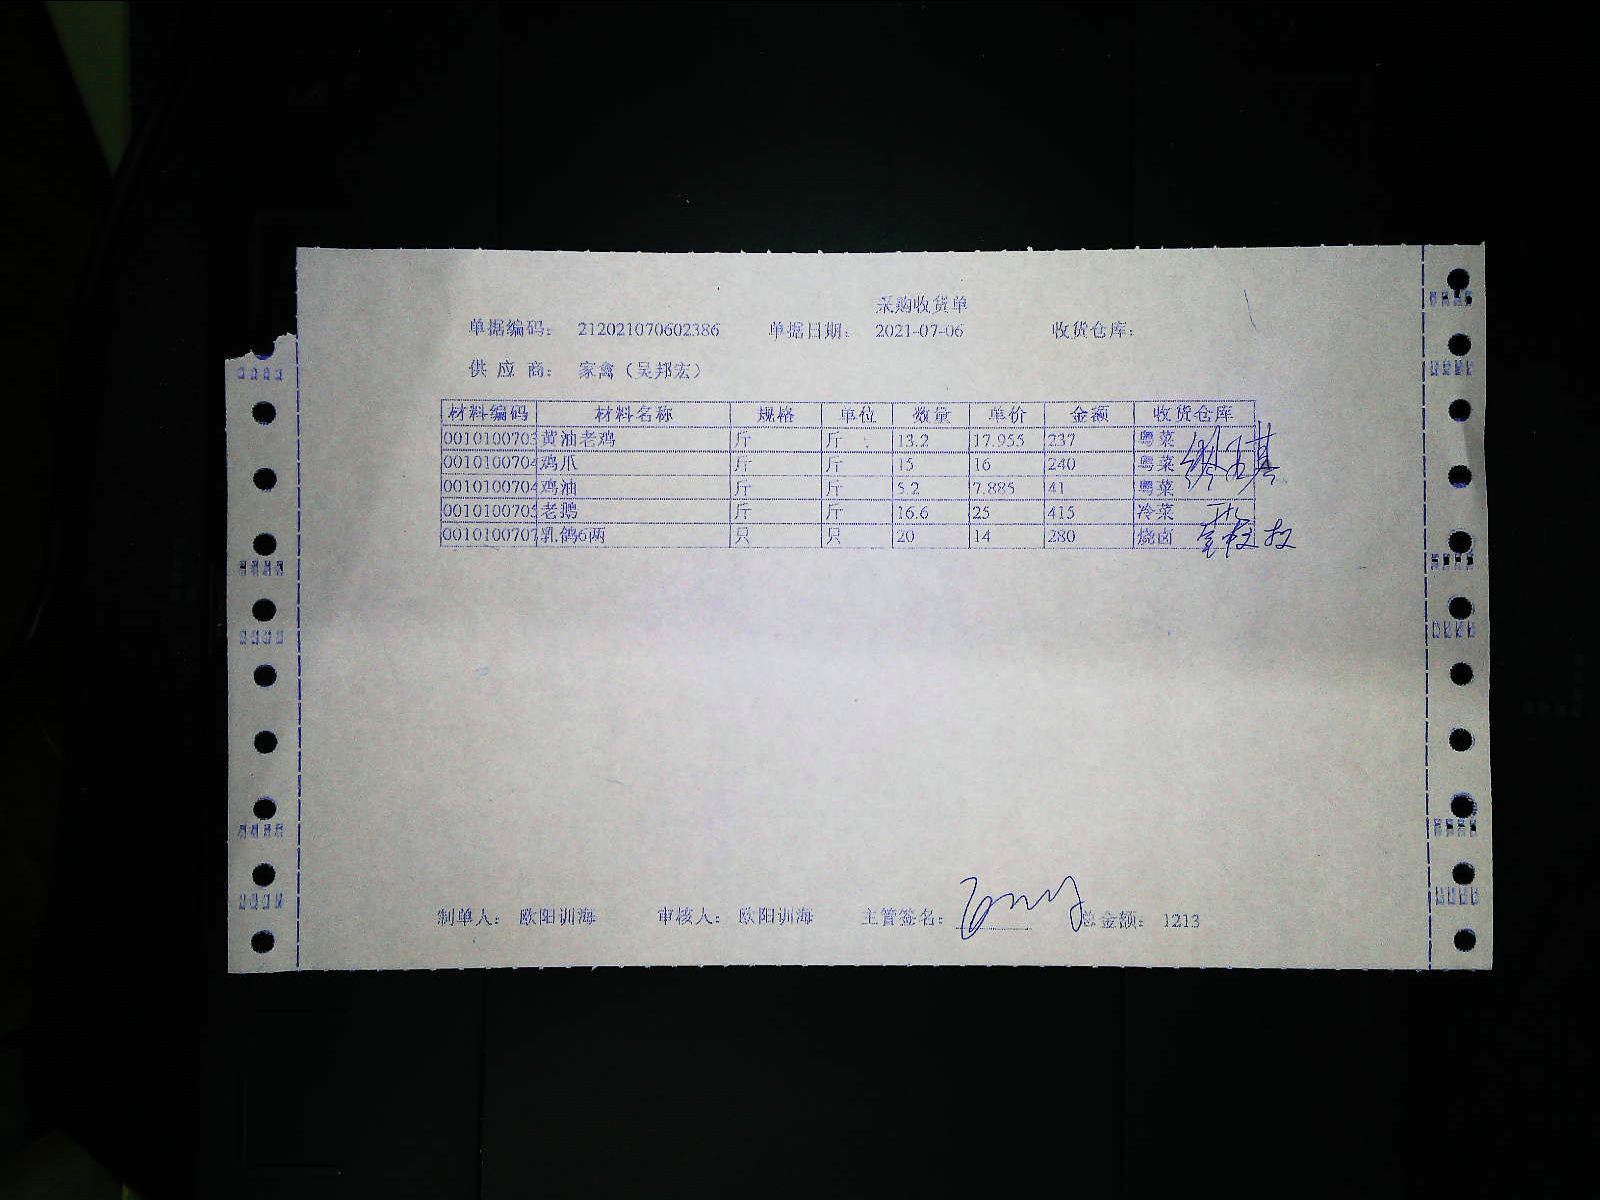 采购收货单
单据编码： 212021070602386 单据日期： 2021-07-06 收货仓库：
供 应 商： 家禽（吴邦宏）
材料编码 材料名称 规格 单位 数量 单价 金额 收货仓库
0010100703 黄油老鸡 斤 斤 13.2 17.955 237 粤菜
0010100704 鸡爪 斤 斤 15 16 240 粤菜
0010100704 鸡油 斤 斤 5.2 7.885 41 粤菜
0010100705 老鹅 斤 斤 16.6 25 415 冷菜
0010100707 乳鸽6两 只 只 20 14 280 烧卤
制单人： 欧阳训海 审核人： 欧阳训海 主管签名： 总金额： 1213